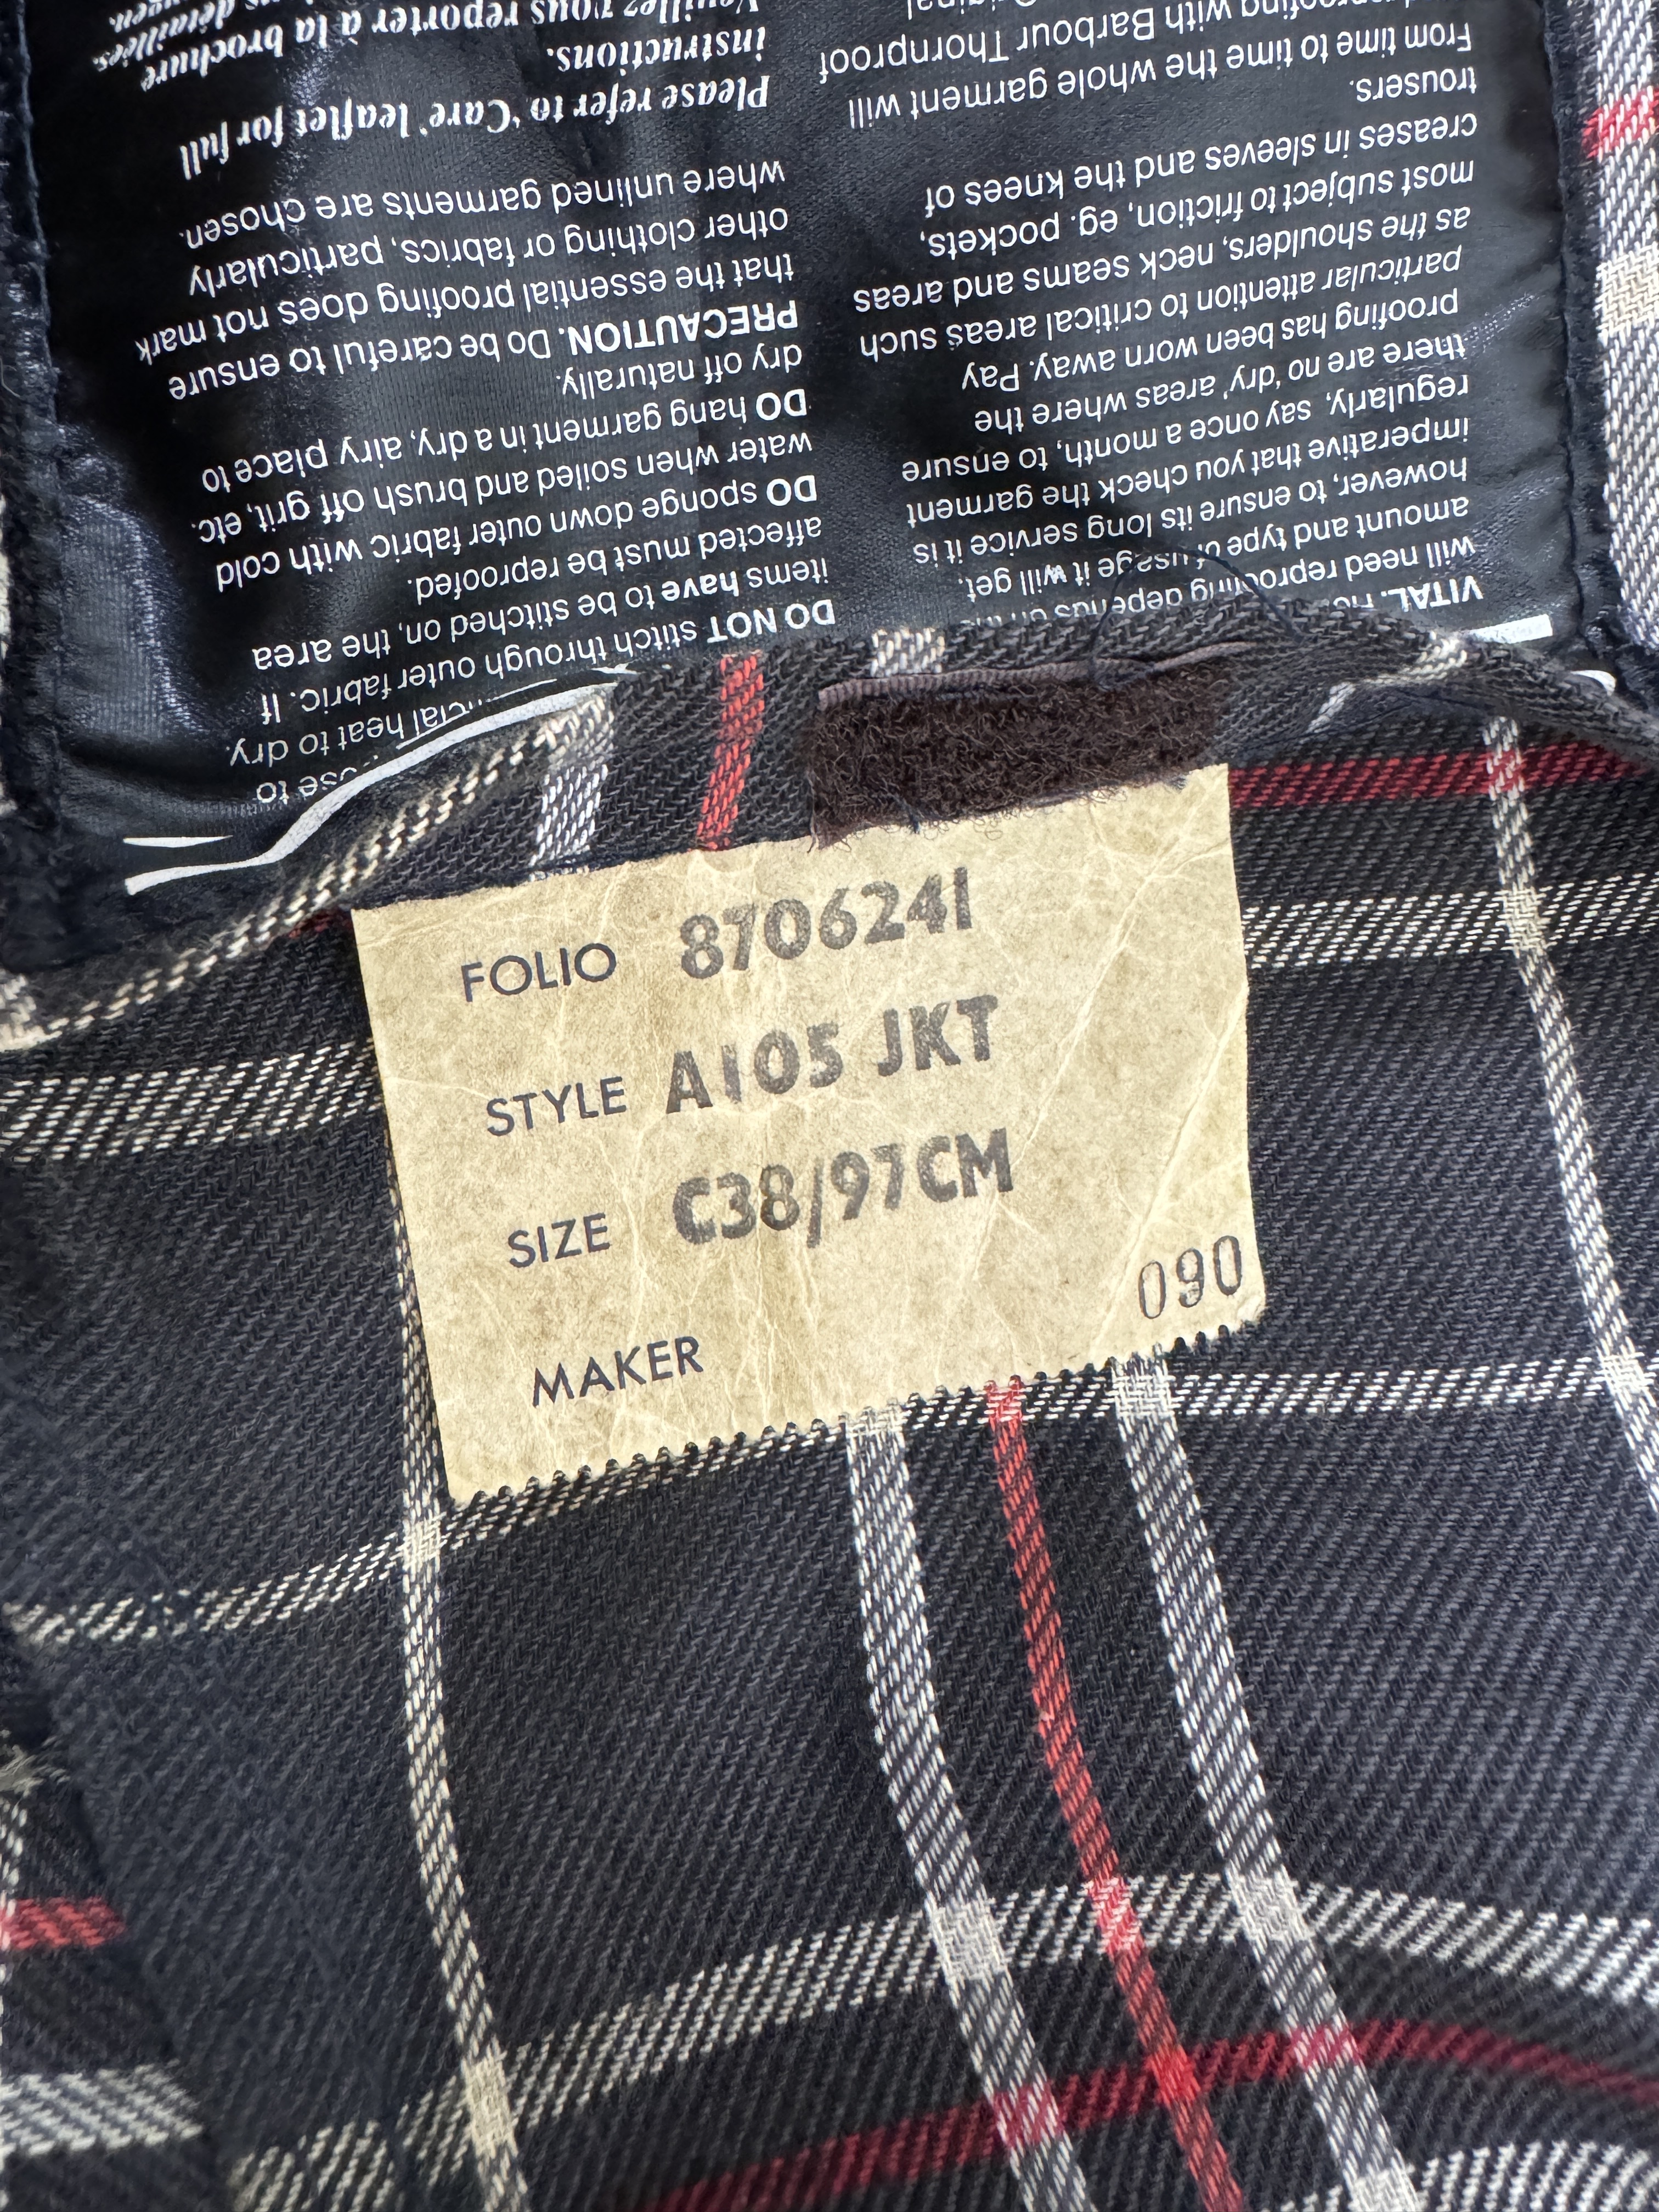 FOLIO 8706241
STYLE A105 JKT
SIZE C38/97CM
MAKER
090
VITAL.
will need reproofing depends on the
amount and type of usage it will get,
however, to ensure its long service it is
imperative that you check the garment
regularly, say once a month, to ensure
there are no 'dry' areas where the
proofing has been worn away. Pay
particular attention to critical areas such
as the shoulders, neck seams and areas
most subject to friction, eg. pockets,
creases in sleeves and the knees of
trousers.
From time to time the whole garment will
with Barbour Thornproof
to
heat to dry.
DO NOT stitch through outer fabric. If
items have to be stitched on, the area
affected must be reproofed.
DO sponge down outer fabric with cold
water when soiled and brush off grit, etc.
DO hang garment in a dry, airy place to
dry off naturally.
PRECAUTION. Do be careful to ensure
that the essential proofing does not mark
other clothing or fabrics, particularly
where unlined garments are chosen.
Please refer to 'Care' leaflet for full
instructions.
Veuillez vous reporter à la brochure